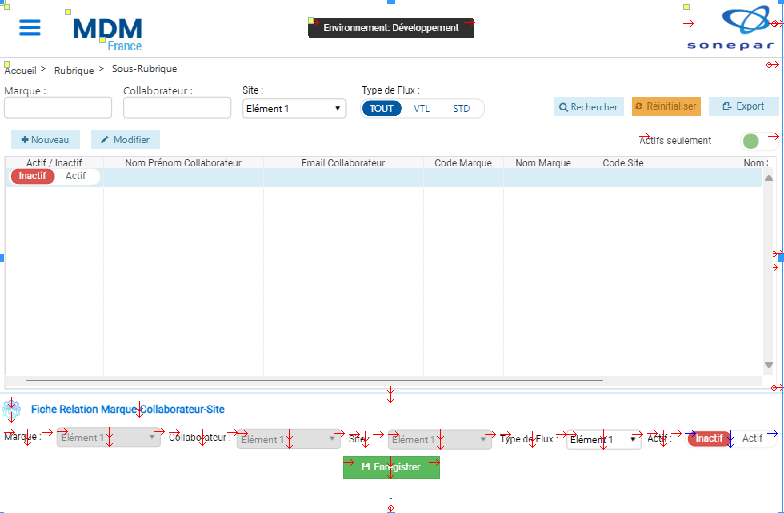 MDM
France
Environnement: Développement
sonepar
Accueil > Rubrique > Sous-Rubrique
Marque : Collaborateur : Site : Type de Flux :
Elément 1 TOUT VTL STD Rechercher Réinitialiser Export
Nouveau Modifier Actifs seulement
Actif / Inactif Nom Prénom Collaborateur Email Collaborateur Code Marque Nom Marque Code Site Nom
Inactif Actif
Fiche Relation Marque-Collaborateur-Site
Marque : Elément 1 Collaborateur : Elément 1 Site : Elément 1 Type de Flux : Elément 1 Actif : Inactif Actif
Enregistrer